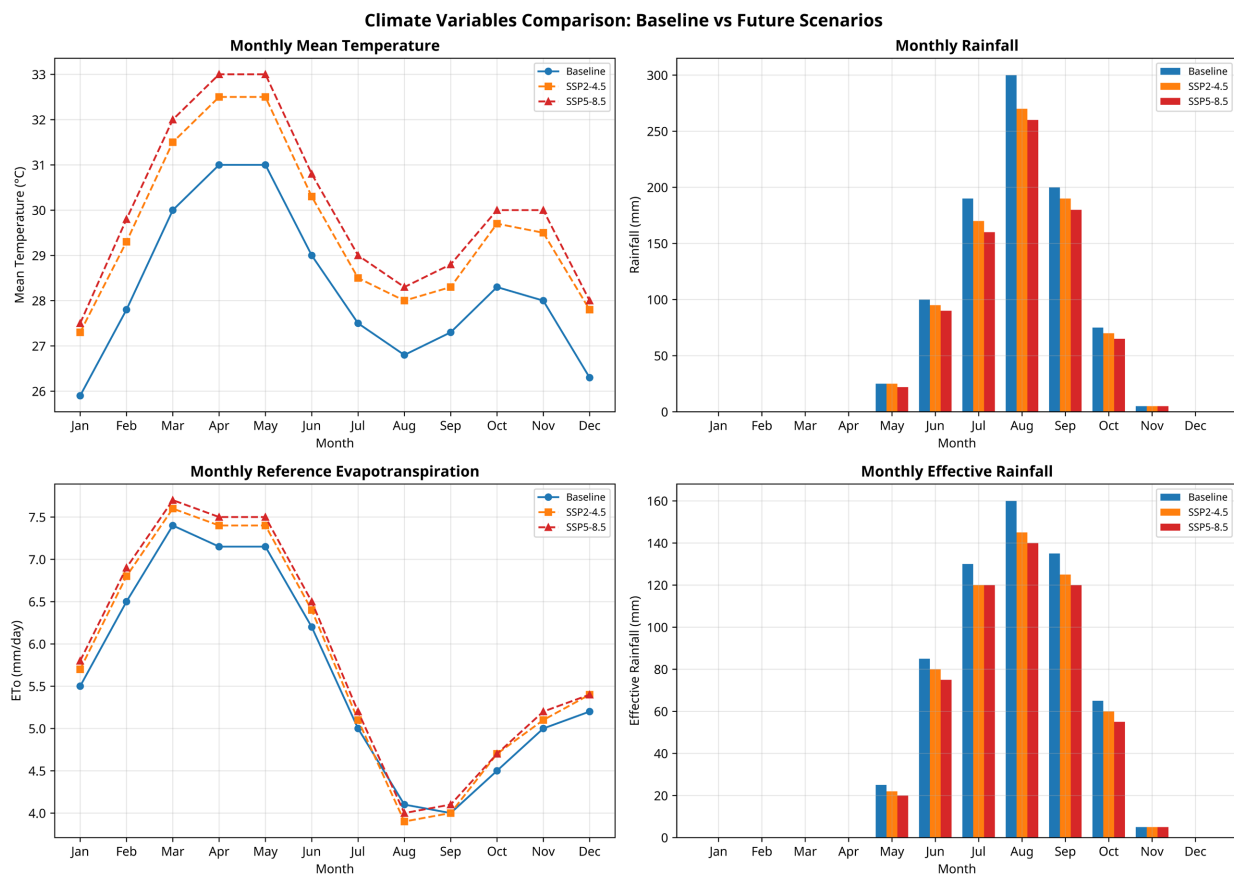 Climate Variables Comparison: Baseline vs Future Scenarios
Monthly Mean Temperature
Mean Temperature (°C)
33
32
31
30
29
28
27
26
Baseline
SSP2-4.5
SSP5-8.5
Jan Feb Mar Apr May Jun Jul Aug Sep Oct Nov Dec
Month
Monthly Rainfall
Rainfall (mm)
300
250
200
150
100
50
0
Baseline
SSP2-4.5
SSP5-8.5
Jan Feb Mar Apr May Jun Jul Aug Sep Oct Nov Dec
Month
Monthly Reference Evapotranspiration
ETo (mm/day)
7.5
7.0
6.5
6.0
5.5
5.0
4.5
4.0
Baseline
SSP2-4.5
SSP5-8.5
Jan Feb Mar Apr May Jun Jul Aug Sep Oct Nov Dec
Month
Monthly Effective Rainfall
Effective Rainfall (mm)
160
140
120
100
80
60
40
20
0
Baseline
SSP2-4.5
SSP5-8.5
Jan Feb Mar Apr May Jun Jul Aug Sep Oct Nov Dec
Month